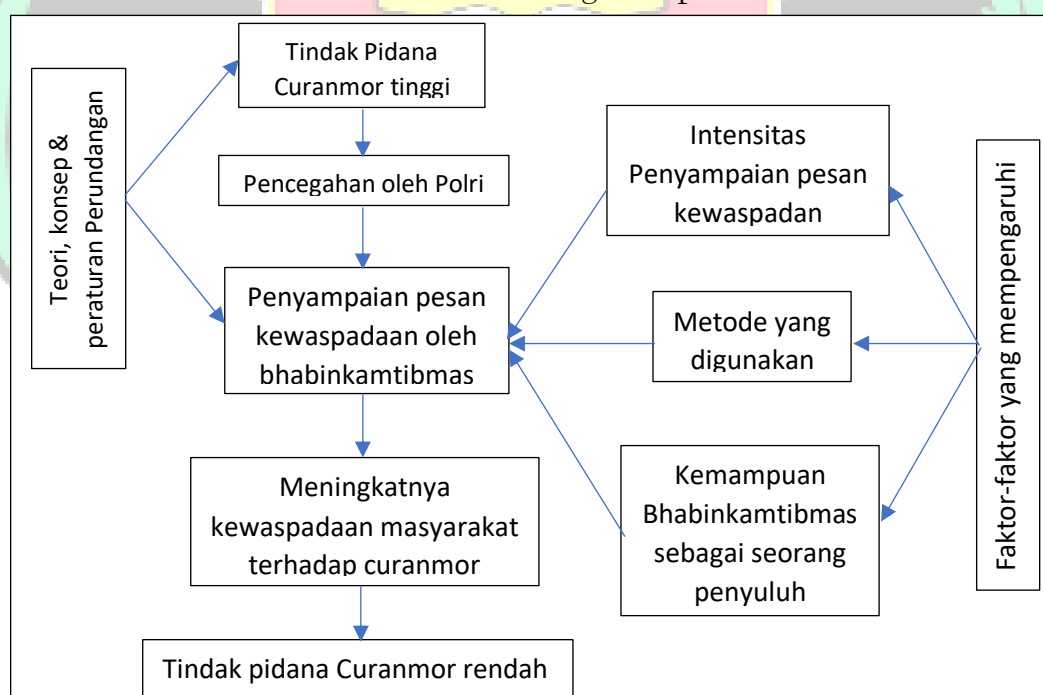 Teori, konsep &
peraturan Perundangan
Tindak Pidana
Curanmor tinggi
Pencegahan oleh Polri
Penyampaian pesan
kewaspadaan oleh
bhabinkamtibmas
Meningkatnya
kewaspadaan masyarakat
terhadap curanmor
Tindak pidana Curanmor rendah
Intensitas
Penyampaian pesan
kewaspadan
Metode yang
digunakan
Kemampuan
Bhabinkamtibmas
sebagai seorang
penyuluh
Faktor-faktor yang mempengaruhi